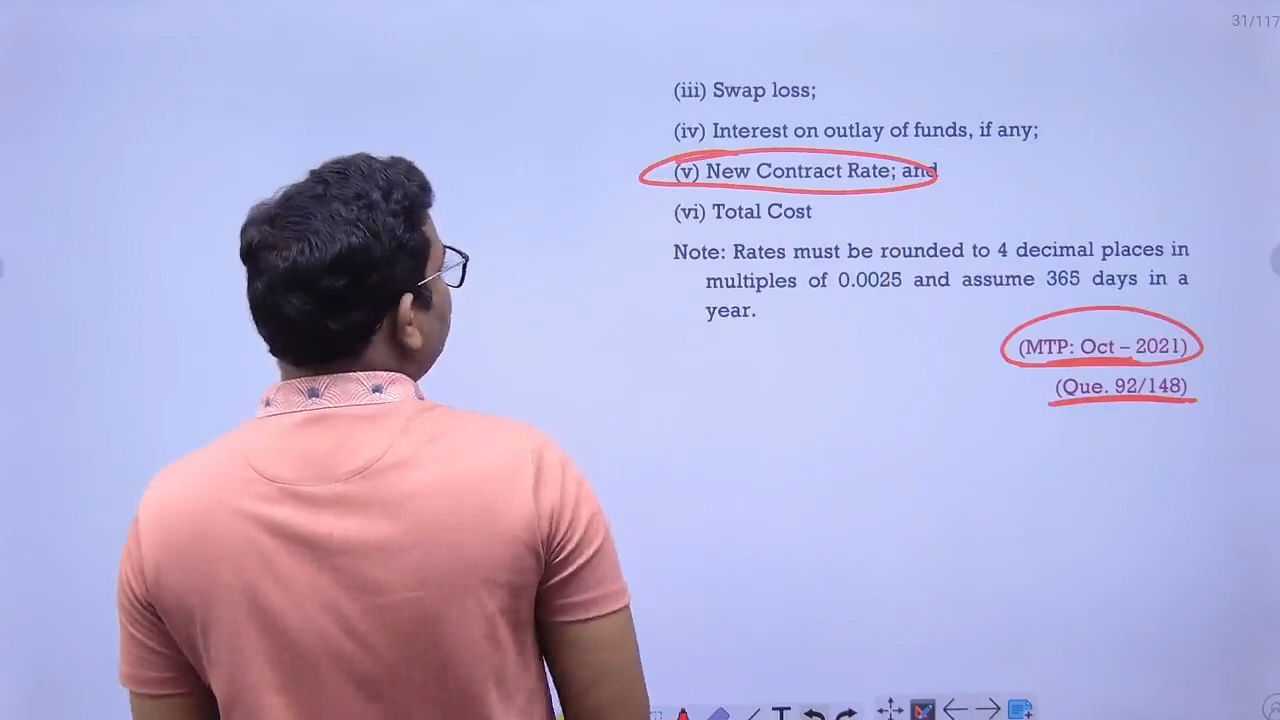 31/117
(iii) Swap loss;
(iv) Interest on outlay of funds, if any;
(v) New Contract Rate; and
(vi) Total Cost
Note: Rates must be rounded to 4 decimal places in
multiples of 0.0025 and assume 365 days in a
year.
(MTP: Oct – 2021)
(Que. 92/148)
T